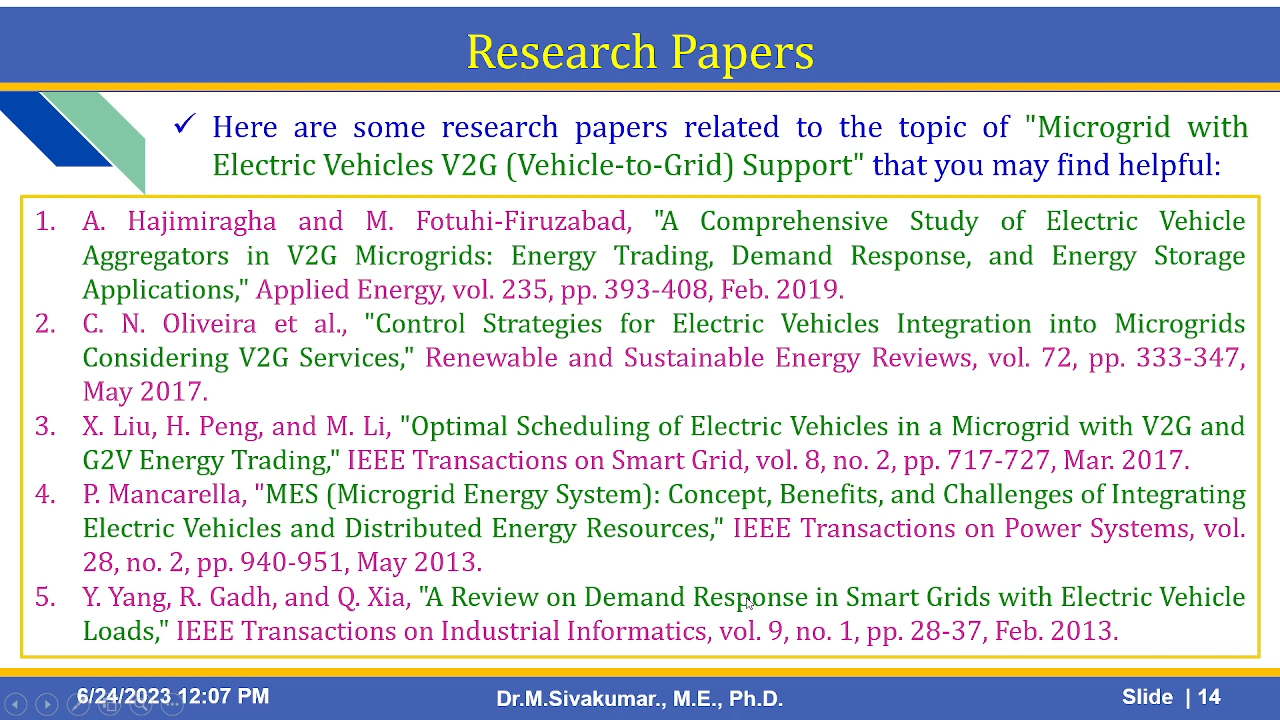 Research Papers
✓ Here are some research papers related to the topic of "Microgrid with
Electric Vehicles V2G (Vehicle-to-Grid) Support" that you may find helpful:
1. A. Hajimiragha and M. Fotuhi-Firuzabad, "A Comprehensive Study of Electric Vehicle
Aggregators in V2G Microgrids: Energy Trading, Demand Response, and Energy Storage
Applications," Applied Energy, vol. 235, pp. 393-408, Feb. 2019.
2. C. N. Oliveira et al., "Control Strategies for Electric Vehicles Integration into Microgrids
Considering V2G Services," Renewable and Sustainable Energy Reviews, vol. 72, pp. 333-347,
May 2017.
3. X. Liu, H. Peng, and M. Li, "Optimal Scheduling of Electric Vehicles in a Microgrid with V2G and
G2V Energy Trading," IEEE Transactions on Smart Grid, vol. 8, no. 2, pp. 717-727, Mar. 2017.
4. P. Mancarella, "MES (Microgrid Energy System): Concept, Benefits, and Challenges of Integrating
Electric Vehicles and Distributed Energy Resources," IEEE Transactions on Power Systems, vol.
28, no. 2, pp. 940-951, May 2013.
5. Y. Yang, R. Gadh, and Q. Xia, "A Review on Demand Response in Smart Grids with Electric Vehicle
Loads," IEEE Transactions on Industrial Informatics, vol. 9, no. 1, pp. 28-37, Feb. 2013.
6/24/2023 12:07 PM
Dr.M.Sivakumar., M.E., Ph.D.
Slide | 14